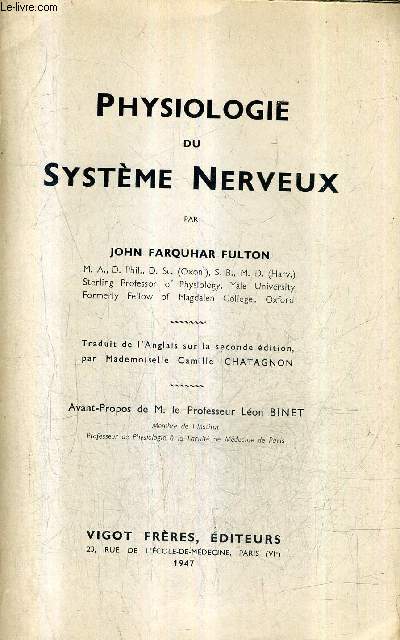 Le-livre.com
PHYSIOLOGIE
DU
SYSTÈME NERVEUX
PAR
JOHN FARQUHAR FULTON
M. A., D. Phil., D. Sc. (Oxon), S. B., M. D. (Harv.)
Sterling Professor of Physiology, Yale University
Formerly Fellow of Magdalen College, Oxford
Traduit de l'Anglais sur la seconde édition,
par Mademoiselle Camille CHATAGNON
Avant-Propos de M. le Professeur Léon BINET
Membre de l'Institut
Professeur de Physiologie à la Faculté de Médecine de Paris
VIGOT FRÈRES, ÉDITEURS
23, RUE DE L'ÉCOLE-DE-MÉDECINE, PARIS (VIᵉ)
1947